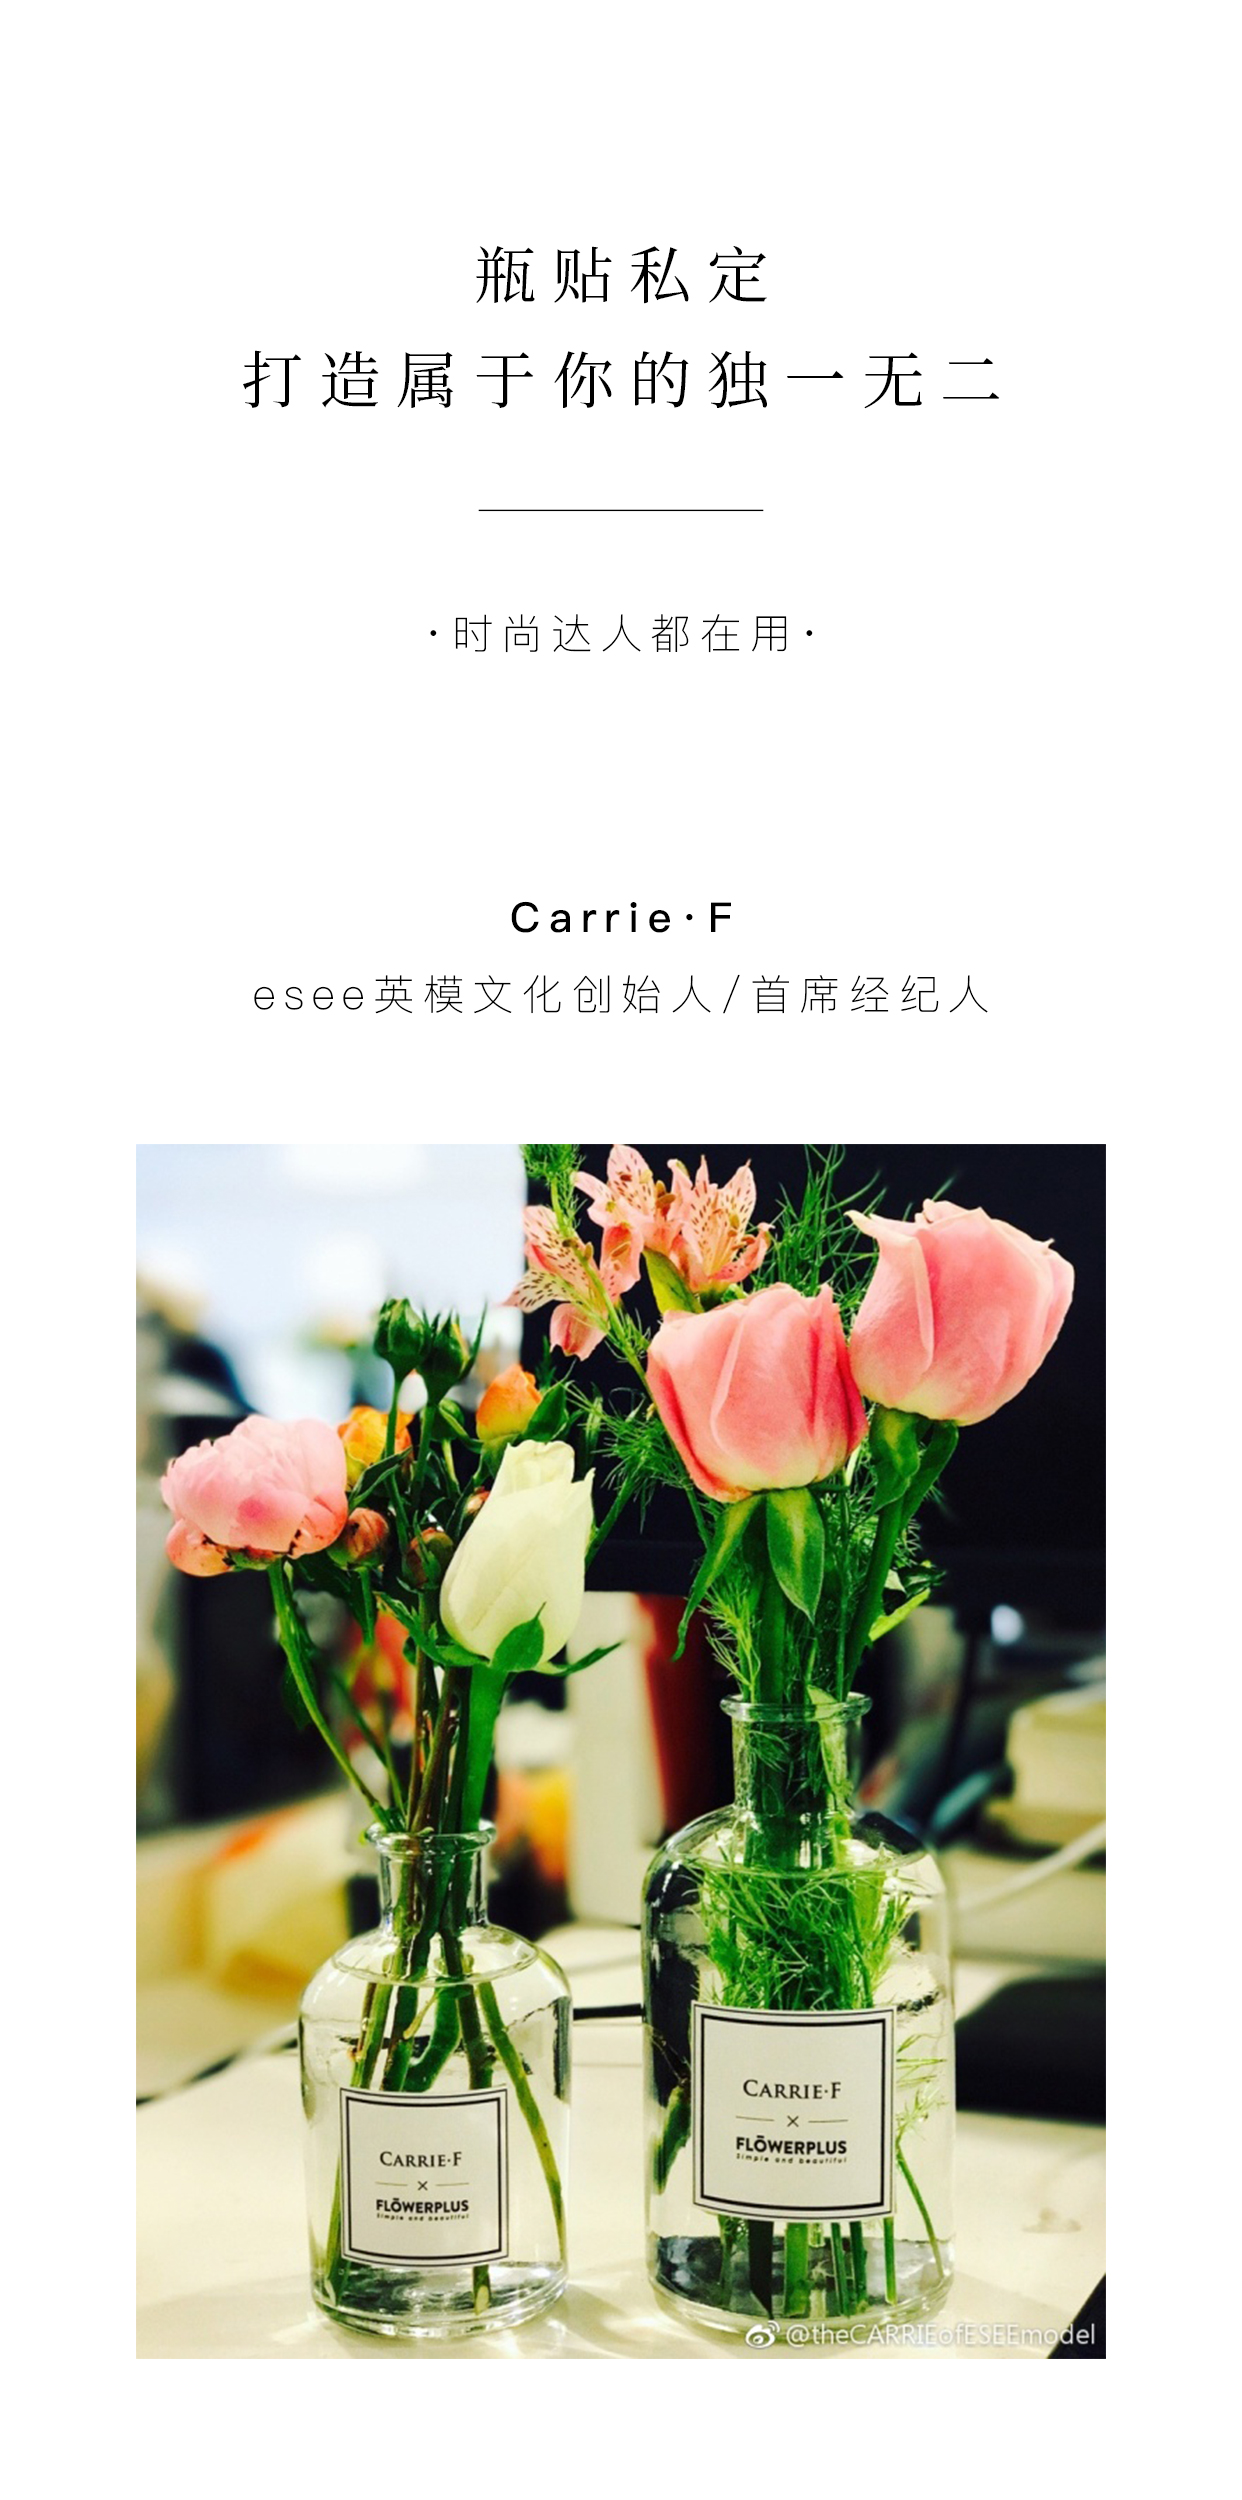 瓶贴私定
打造属于你的独一无二
·时尚达人都在用·
Carrie·F
esee英模文化创始人/首席经纪人
CARRIE·F
×
FLŌWERPLUS
Simple and beautiful
CARRIE·F
×
FLŌWERPLUS
Simple and beautiful
@theCARRIEofESEEmodel